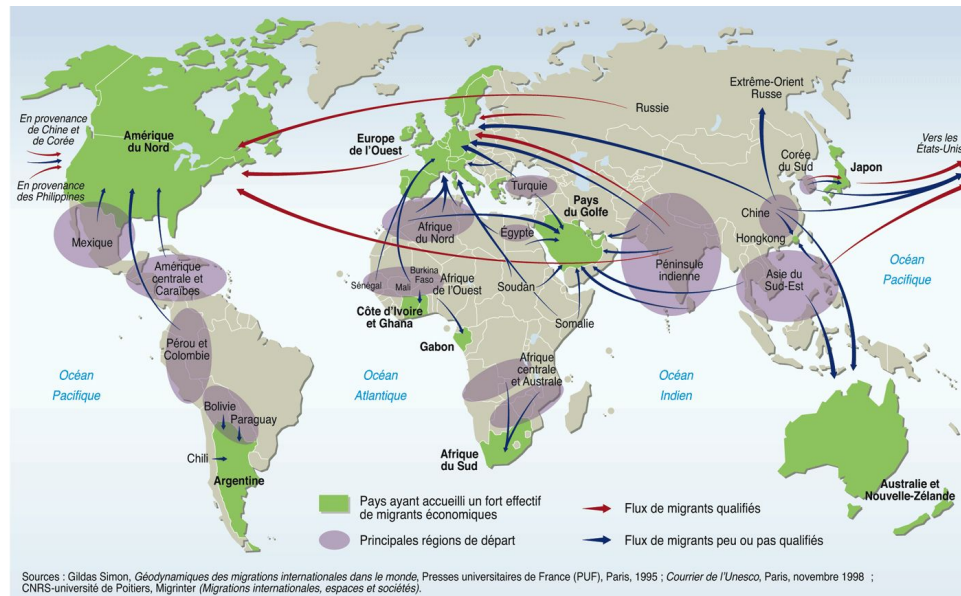 En provenance
de Chine et
de Corée
En provenance
des Philippines
Amérique
du Nord
Mexique
Amérique
centrale et
Caraïbes
Pérou et
Colombie
Bolivie
Paraguay
Chili
Argentine
Océan
Pacifique
Europe
de l'Ouest
Russie
Turquie
Pays
du Golfe
Afrique
du Nord
Égypte
Sénégal
Mali
Burkina
Faso
Afrique
de l'Ouest
Côte d'Ivoire
et Ghana
Soudan
Somalie
Gabon
Afrique
centrale
et Australe
Afrique
du Sud
Océan
Atlantique
Océan
Indien
Extrême-Orient
Russe
Corée
du Sud
Japon
Vers les
États-Unis
Chine
Hongkong
Péninsule
indienne
Asie du
Sud-Est
Océan
Pacifique
Australie et
Nouvelle-Zélande
Pays ayant accueilli un fort effectif
de migrants économiques
Principales régions de départ
Flux de migrants qualifiés
Flux de migrants peu ou pas qualifiés
Sources : Gildas Simon, Géodynamiques des migrations internationales dans le monde, Presses universitaires de France (PUF), Paris, 1995 ; Courrier de l'Unesco, Paris, novembre 1998 ;
CNRS-université de Poitiers, Migrinter (Migrations internationales, espaces et sociétés).